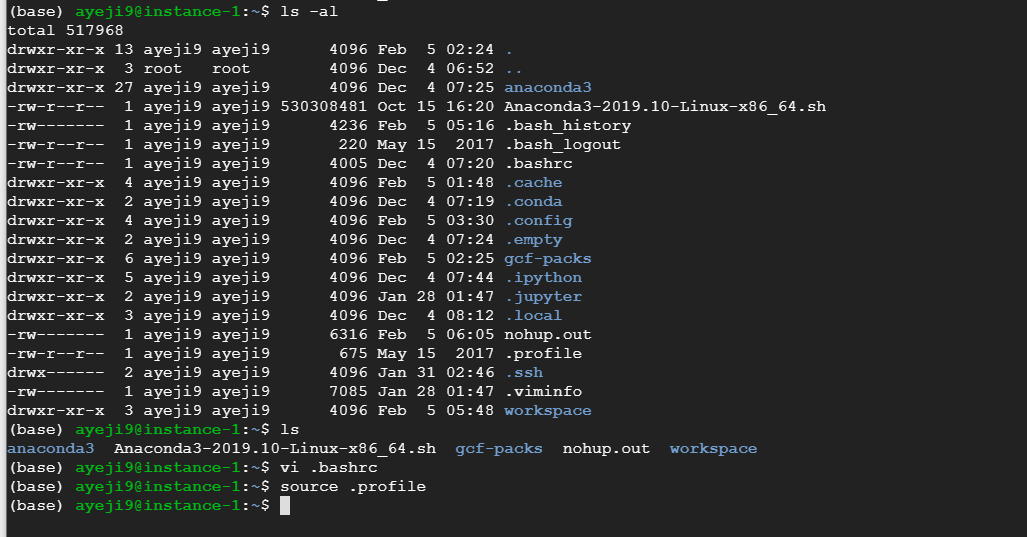 (base) ayeji9@instance-1:~$ ls -al
total 517968
drwxr-xr-x 13 ayeji9 ayeji9      4096 Feb  5 02:24 .
drwxr-xr-x  3 root   root        4096 Dec  4 06:52 ..
drwxr-xr-x 27 ayeji9 ayeji9      4096 Dec  4 07:25 anaconda3
-rw-r--r--  1 ayeji9 ayeji9 530308481 Oct 15 16:20 Anaconda3-2019.10-Linux-x86_64.sh
-rw-------  1 ayeji9 ayeji9      4236 Feb  5 05:16 .bash_history
-rw-r--r--  1 ayeji9 ayeji9       220 May 15  2017 .bash_logout
-rw-r--r--  1 ayeji9 ayeji9      4005 Dec  4 07:20 .bashrc
drwxr-xr-x  4 ayeji9 ayeji9      4096 Feb  5 01:48 .cache
drwxr-xr-x  2 ayeji9 ayeji9      4096 Dec  4 07:19 .conda
drwxr-xr-x  4 ayeji9 ayeji9      4096 Feb  5 03:30 .config
drwxr-xr-x  2 ayeji9 ayeji9      4096 Dec  4 07:24 .empty
drwxr-xr-x  6 ayeji9 ayeji9      4096 Feb  5 02:25 gcf-packs
drwxr-xr-x  5 ayeji9 ayeji9      4096 Dec  4 07:44 .ipython
drwxr-xr-x  2 ayeji9 ayeji9      4096 Jan 28 01:47 .jupyter
drwxr-xr-x  3 ayeji9 ayeji9      4096 Dec  4 08:12 .local
-rw-------  1 ayeji9 ayeji9      6316 Feb  5 06:05 nohup.out
-rw-r--r--  1 ayeji9 ayeji9       675 May 15  2017 .profile
drwx------  2 ayeji9 ayeji9      4096 Jan 31 02:46 .ssh
-rw-------  1 ayeji9 ayeji9      7085 Jan 28 01:47 .viminfo
drwxr-xr-x  3 ayeji9 ayeji9      4096 Feb  5 05:48 workspace
(base) ayeji9@instance-1:~$ ls
anaconda3  Anaconda3-2019.10-Linux-x86_64.sh  gcf-packs  nohup.out  workspace
(base) ayeji9@instance-1:~$ vi .bashrc
(base) ayeji9@instance-1:~$ source .profile
(base) ayeji9@instance-1:~$